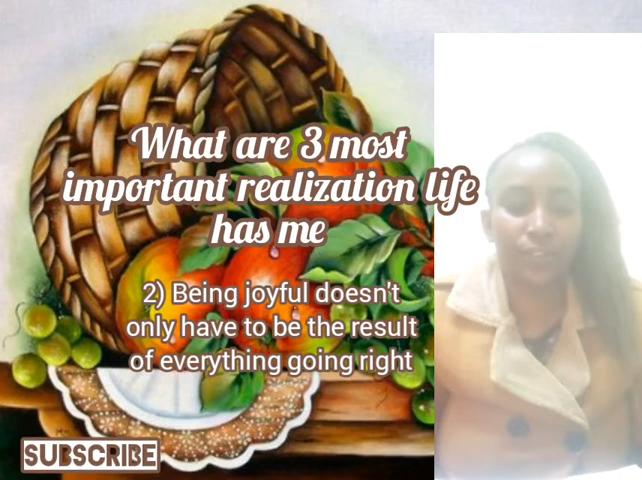 What are 3 most
important realization life
has me
2) Being joyful doesn't
only have to be the result
of everything going right
SUBSCRIBE